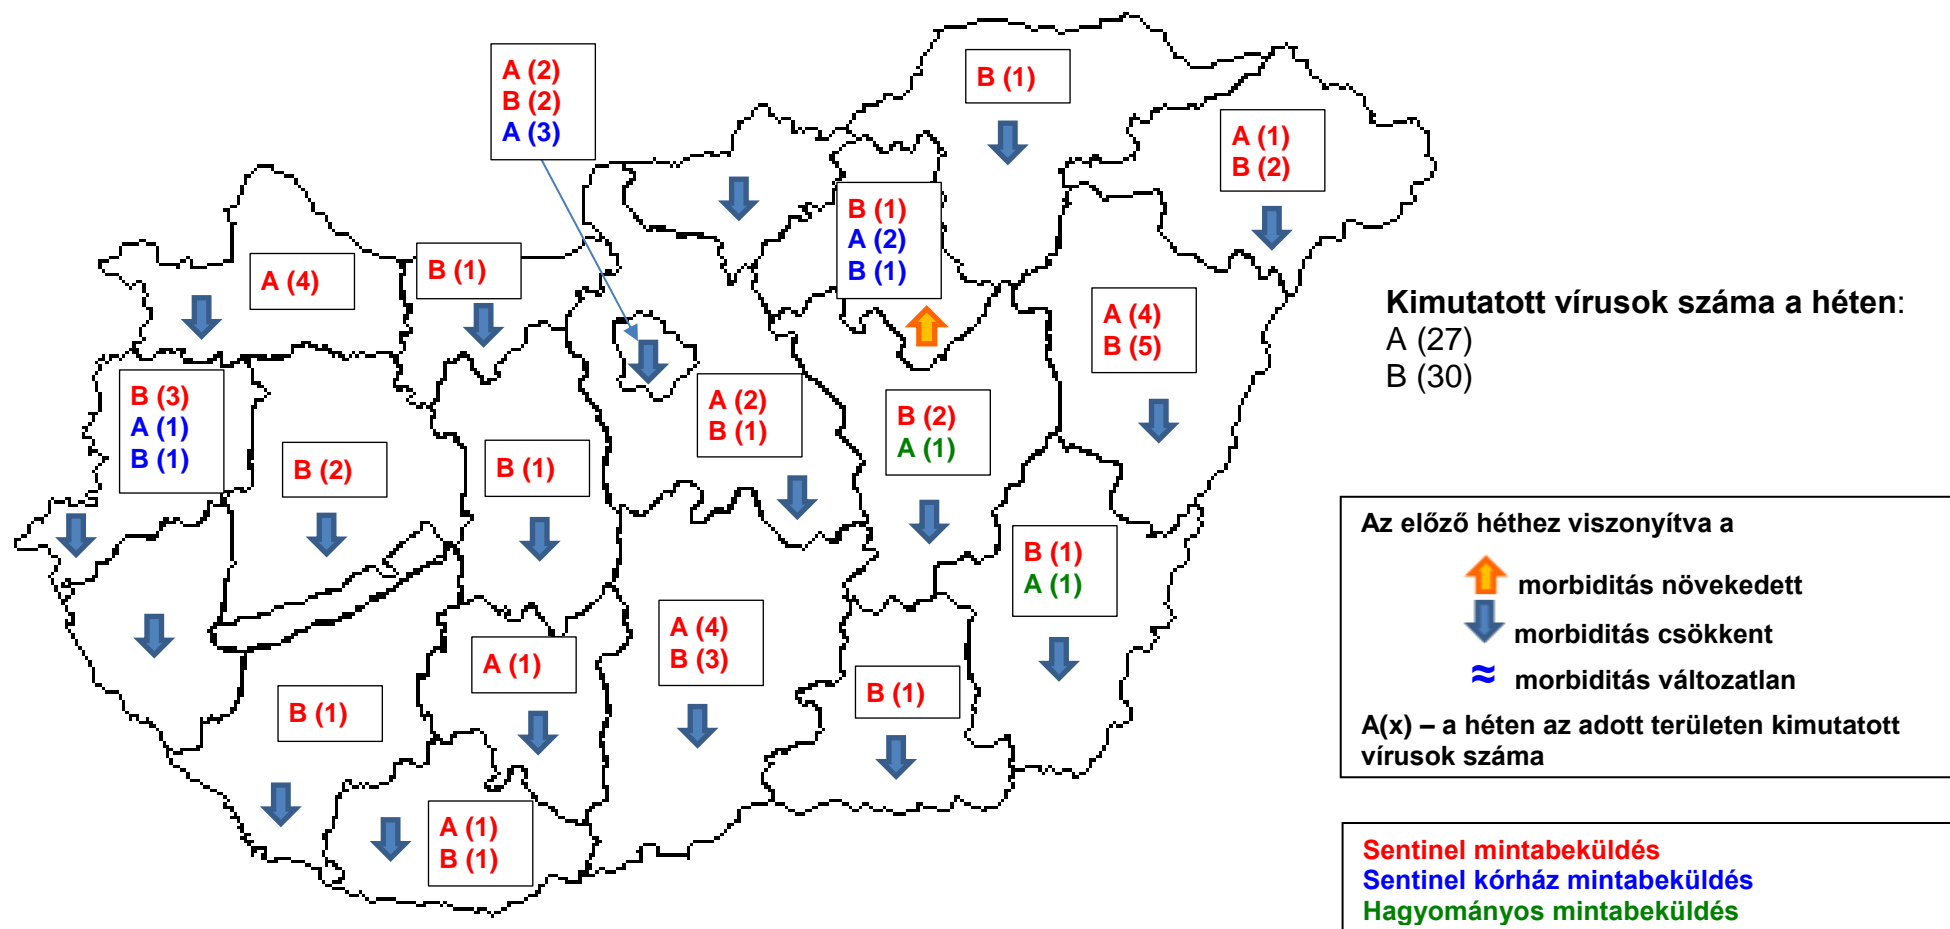 A (2)
B (2)
A (3)
B (1)
A (1)
B (2)
B (1)
A (2)
B (1)
A (4)
B (1)
A (4)
B (5)
Kimutatott vírusok száma a héten:
A (27)
B (30)
B (3)
A (1)
B (1)
B (2)
B (1)
A (2)
B (1)
B (2)
A (1)
B (1)
A (1)
A (4)
B (3)
A (1)
B (1)
B (1)
A (1)
B (1)
Az előző héthez viszonyítva a
morbiditás növekedett
morbiditás csökkent
≈ morbiditás változatlan
A(x) – a héten az adott területen kimutatott
vírusok száma
Sentinel mintabeküldés
Sentinel kórház mintabeküldés
Hagyományos mintabeküldés